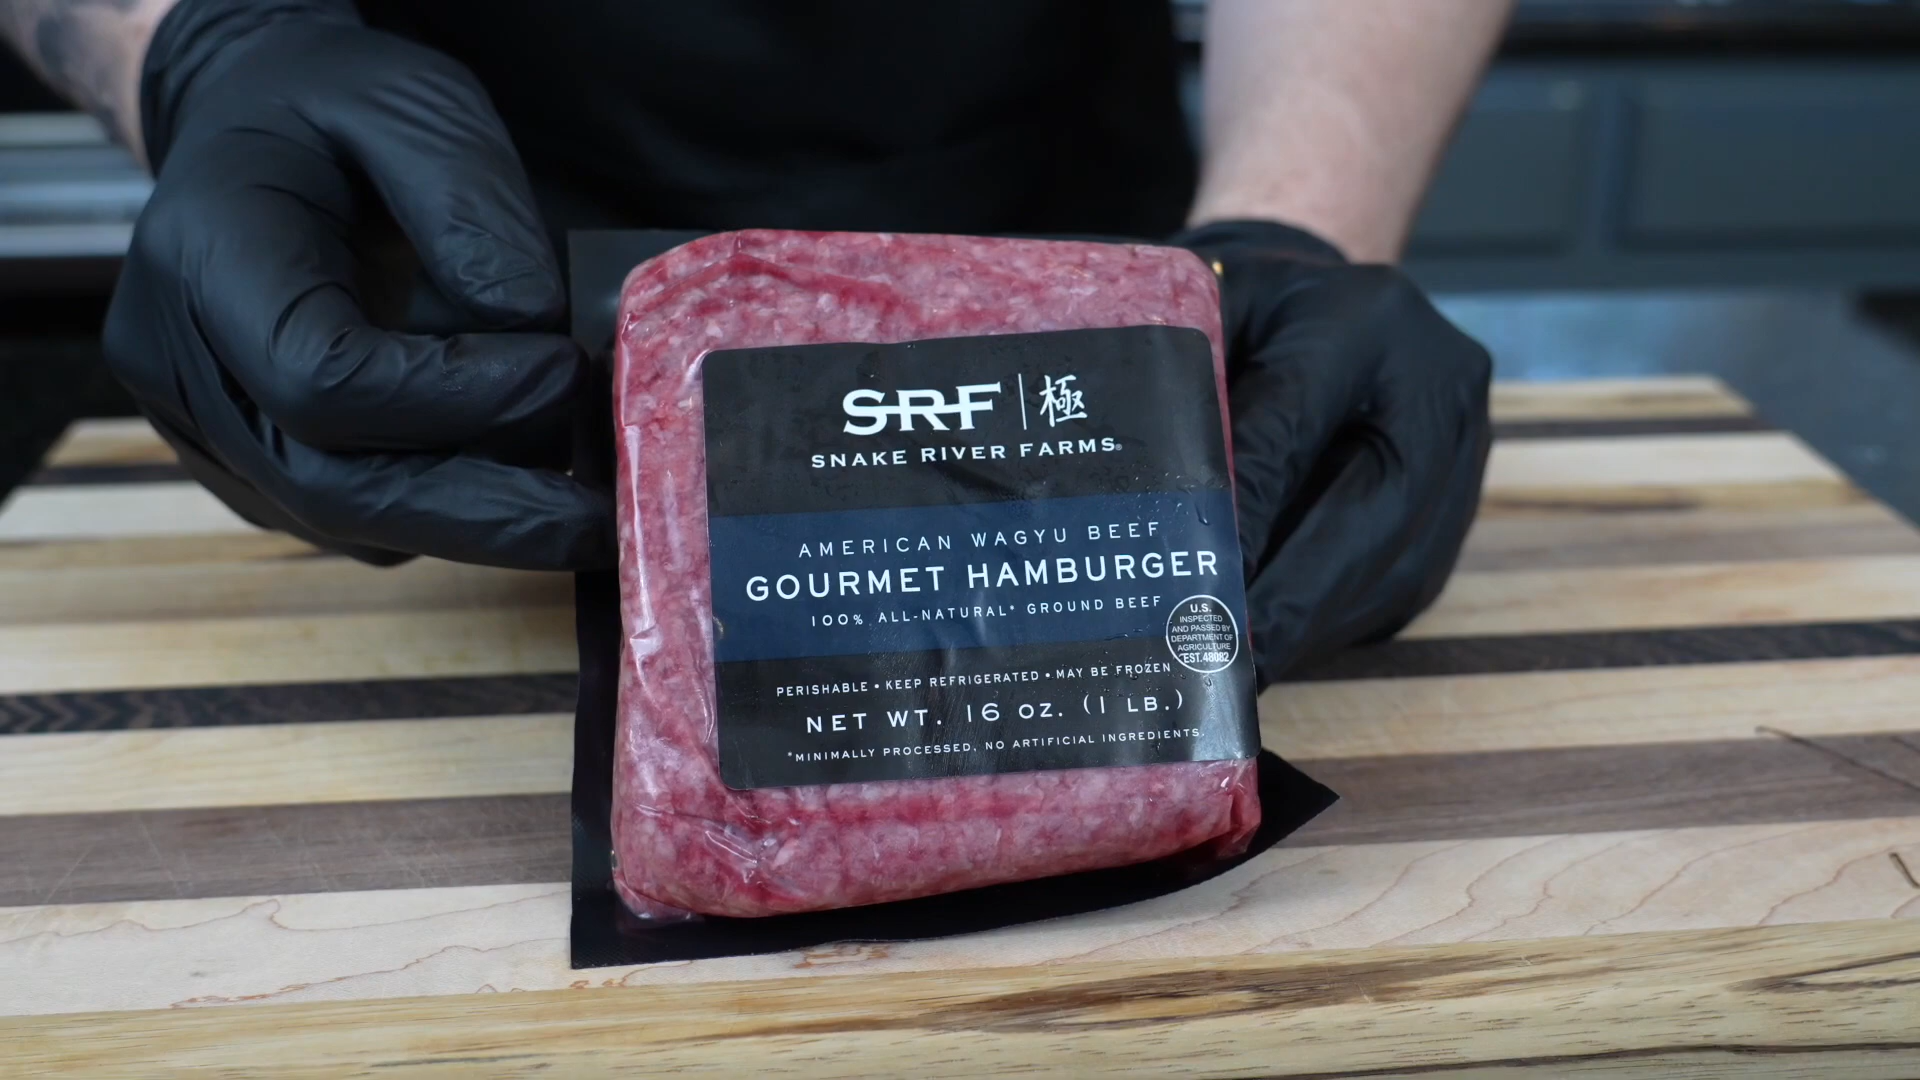 SRF | 極
SNAKE RIVER FARMS®
AMERICAN WAGYU BEEF
GOURMET HAMBURGER
100% ALL-NATURAL* GROUND BEEF
U.S.
INSPECTED
AND PASSED BY
DEPARTMENT OF
AGRICULTURE
EST.48082
PERISHABLE • KEEP REFRIGERATED • MAY BE FROZEN
NET WT. 16 OZ. (1 LB.)
*MINIMALLY PROCESSED, NO ARTIFICIAL INGREDIENTS.